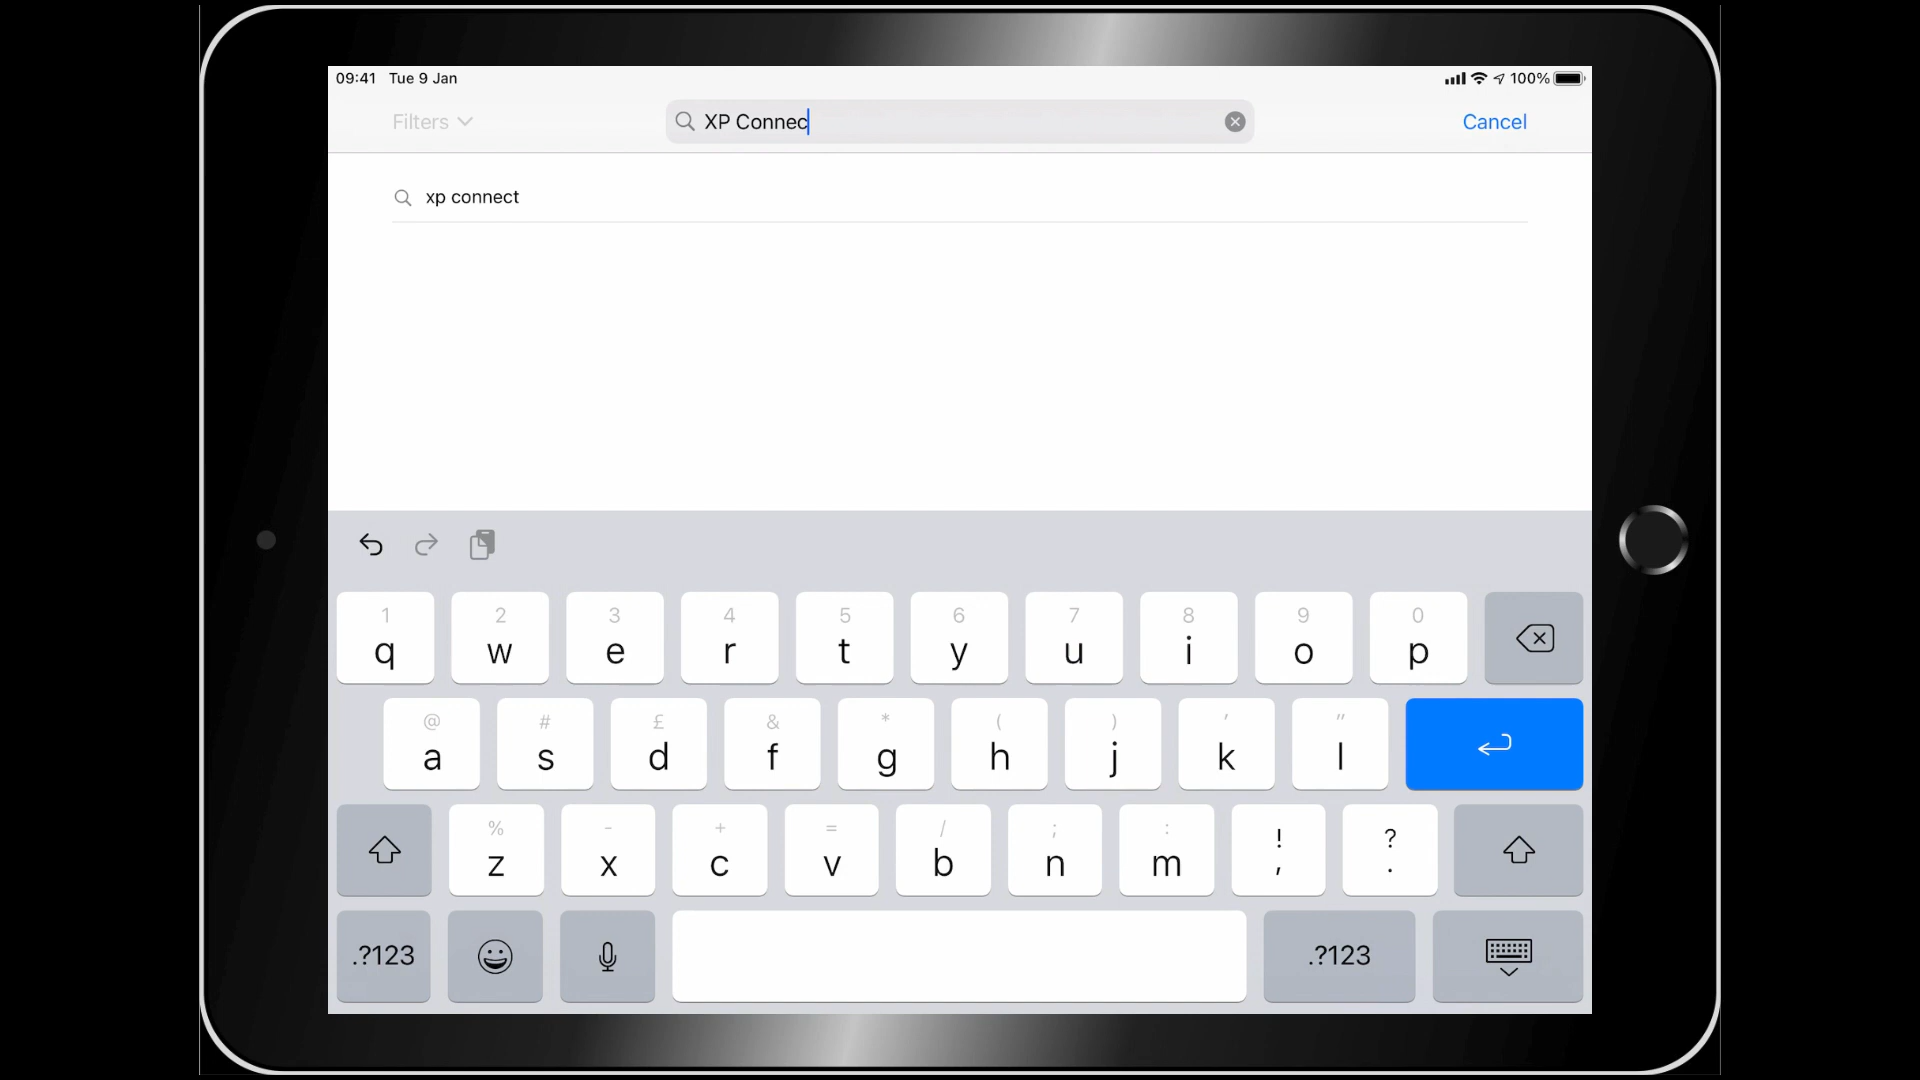 09:41 Tue 9 Jan 100%
Filters XP Connec Cancel
xp connect
1 2 3 4 5 6 7 8 9 0
q w e r t y u i o p
@ # £ & * ( ) ' "
a s d f g h j k l
% - + = / ; : ! ?
z x c v b n m , .
.?123 .?123